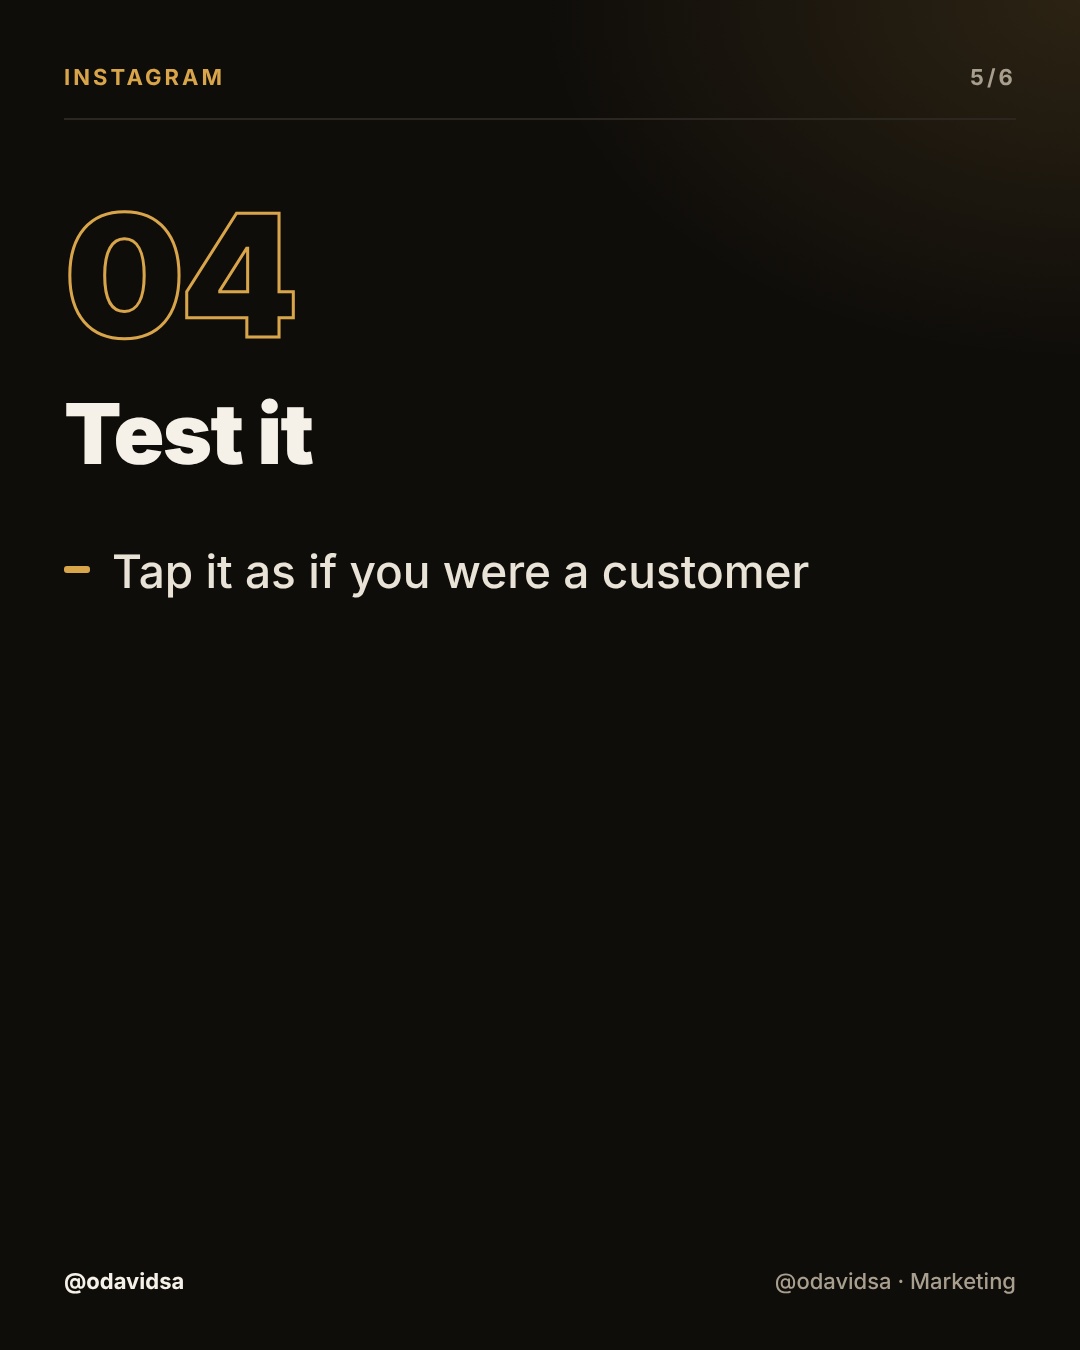 INSTAGRAM
5/6
04
Test it
Tap it as if you were a customer
@odavidsa
@odavidsa · Marketing